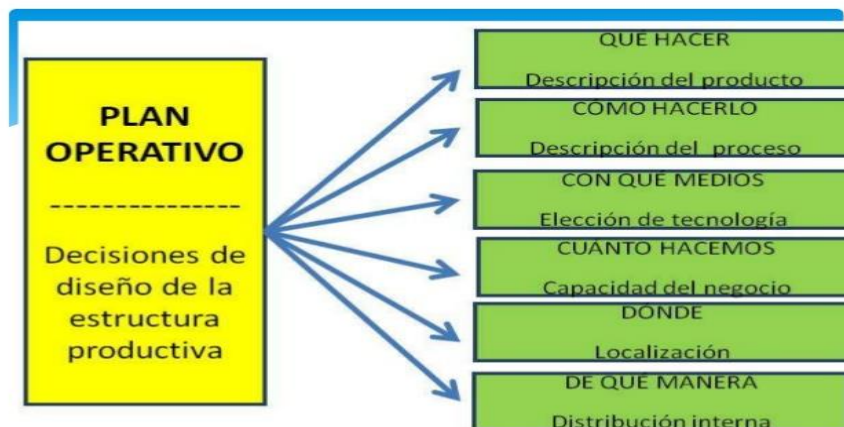 PLAN
OPERATIVO
---------------
Decisiones de
diseño de la
estructura
productiva
QUÉ HACER
Descripción del producto
CÓMO HACERLO
Descripción del proceso
CON QUÉ MEDIOS
Elección de tecnología
CUÁNTO HACEMOS
Capacidad del negocio
DÓNDE
Localización
DE QUÉ MANERA
Distribución interna